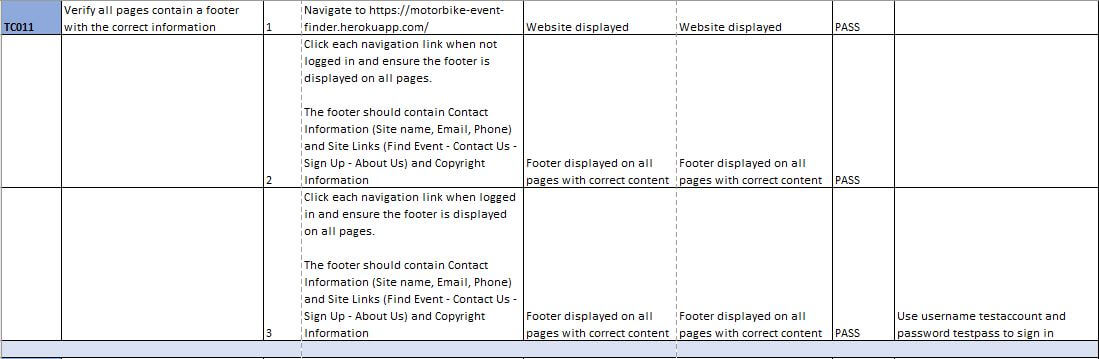 TC011
Verify all pages contain a footer
with the correct information
1
Navigate to https://motorbike-event-
finder.herokuapp.com/
Website displayed
Website displayed
PASS
2
Click each navigation link when not
logged in and ensure the footer is
displayed on all pages.
The footer should contain Contact
Information (Site name, Email, Phone)
and Site Links (Find Event - Contact Us -
Sign Up - About Us) and Copyright
Information
Footer displayed on all
pages with correct content
Footer displayed on all
pages with correct content
PASS
3
Click each navigation link when logged
in and ensure the footer is displayed
on all pages.
The footer should contain Contact
Information (Site name, Email, Phone)
and Site Links (Find Event - Contact Us -
Sign Up - About Us) and Copyright
Information
Footer displayed on all
pages with correct content
Footer displayed on all
pages with correct content
PASS
Use username testaccount and
password testpass to sign in